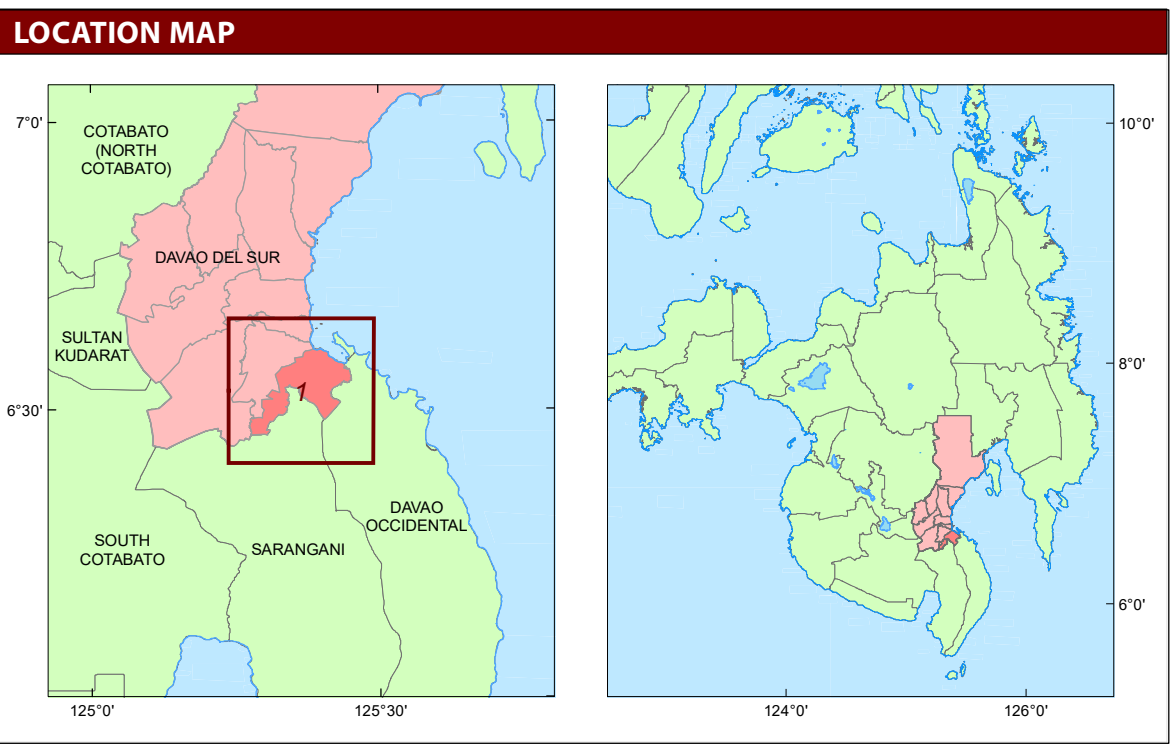 LOCATION MAP
7°0'
COTABATO
(NORTH
COTABATO)
DAVAO DEL SUR
SULTAN
KUDARAT
6°30'
DAVAO
OCCIDENTAL
SOUTH
COTABATO
SARANGANI
125°0'
125°30'
10°0'
8°0'
6°0'
124°0'
126°0'